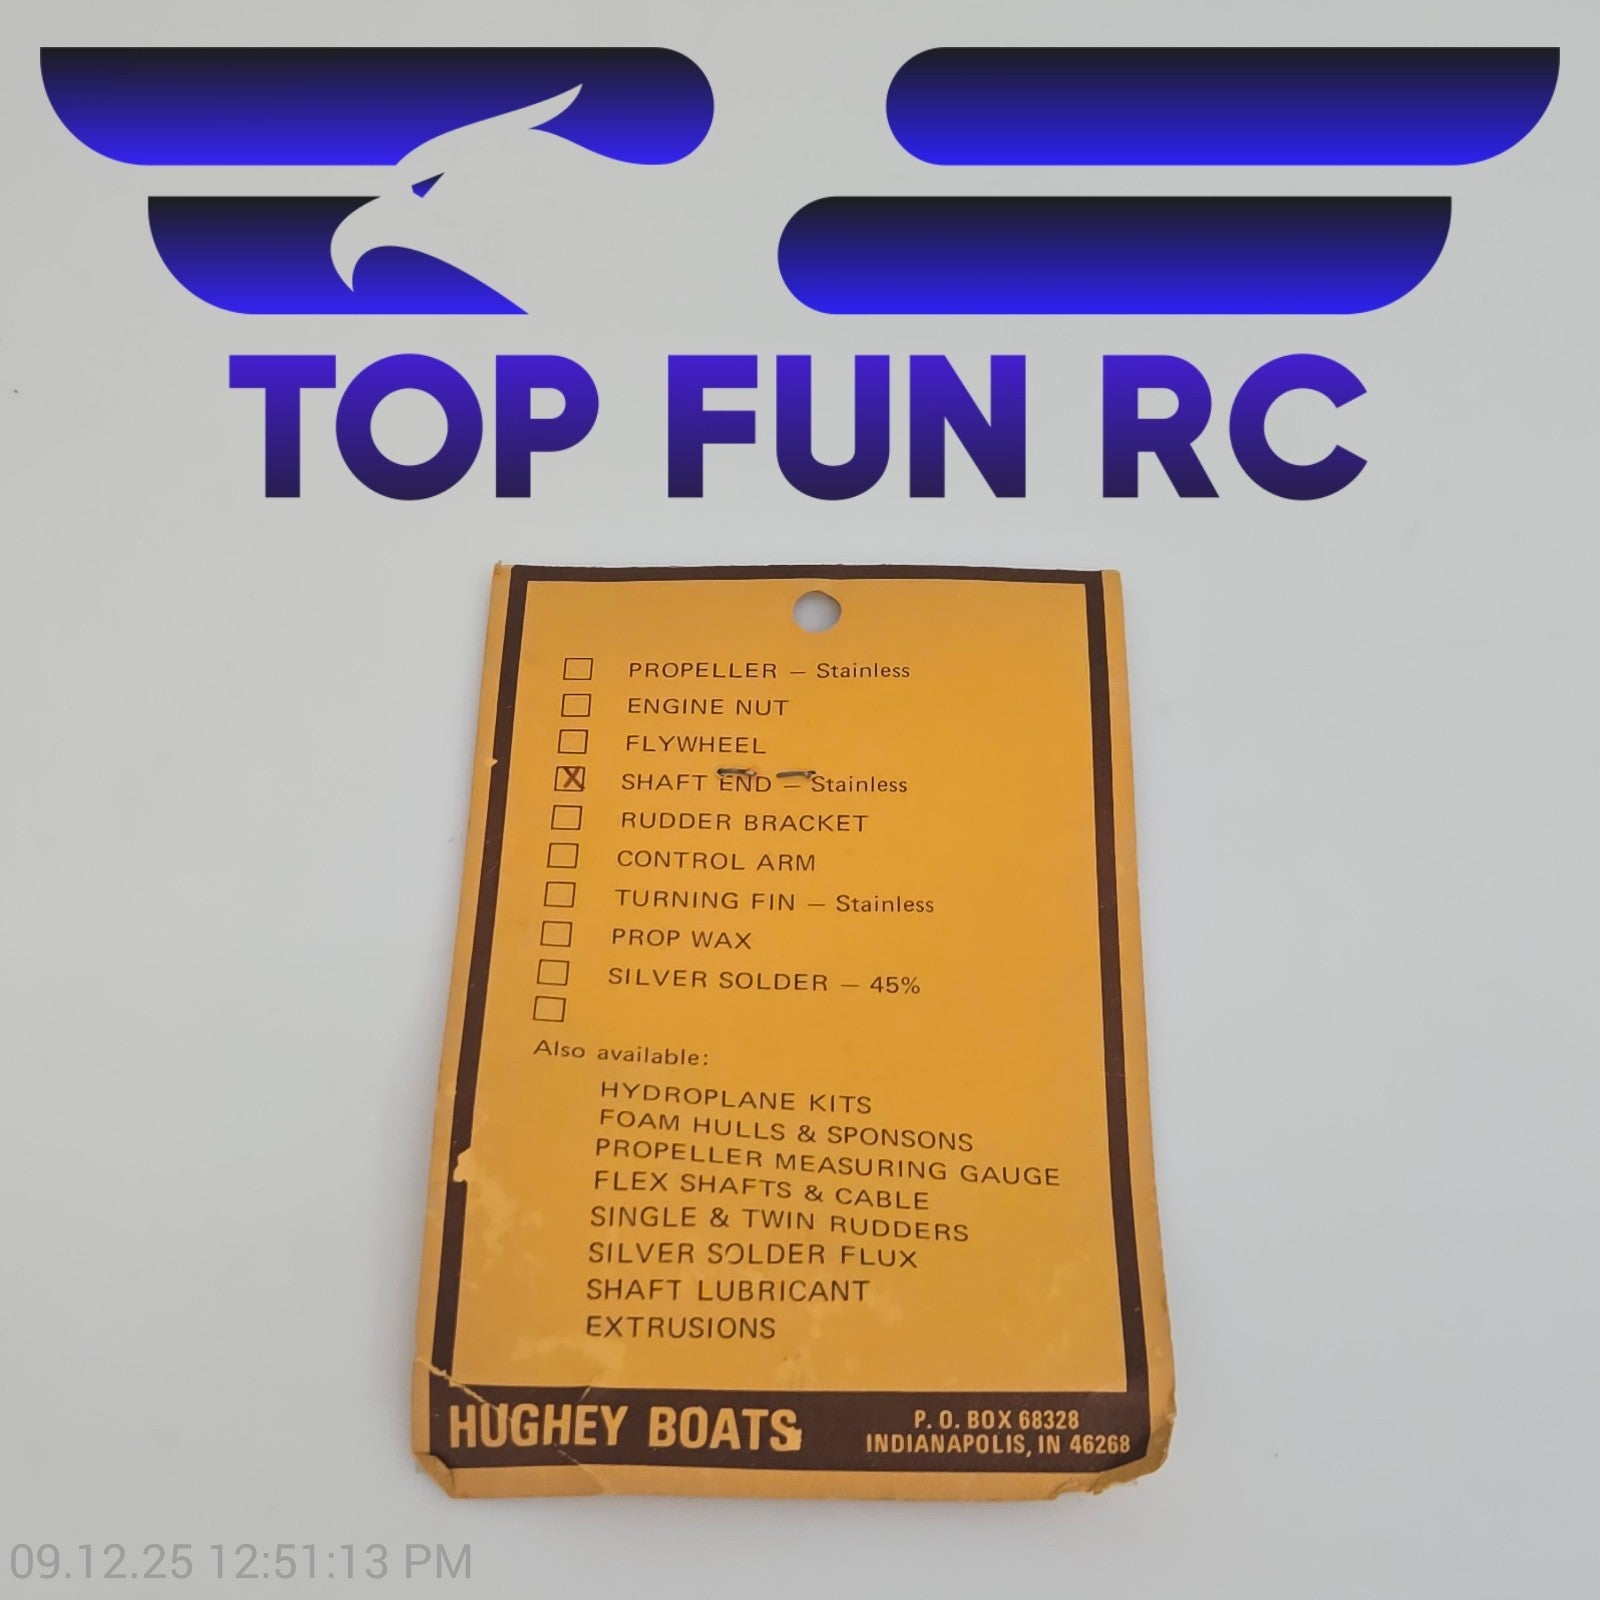 TOP FUN RC
PROPELLER – Stainless
ENGINE NUT
FLYWHEEL
X SHAFT END – Stainless
RUDDER BRACKET
CONTROL ARM
TURNING FIN – Stainless
PROP WAX
SILVER SOLDER – 45%
Also available:
HYDROPLANE KITS
FOAM HULLS & SPONSONS
PROPELLER MEASURING GAUGE
FLEX SHAFTS & CABLE
SINGLE & TWIN RUDDERS
SILVER SOLDER FLUX
SHAFT LUBRICANT
EXTRUSIONS
HUGHEY BOATS
P. O. BOX 68328
INDIANAPOLIS, IN 46268
09.12.25 12:51:13 PM